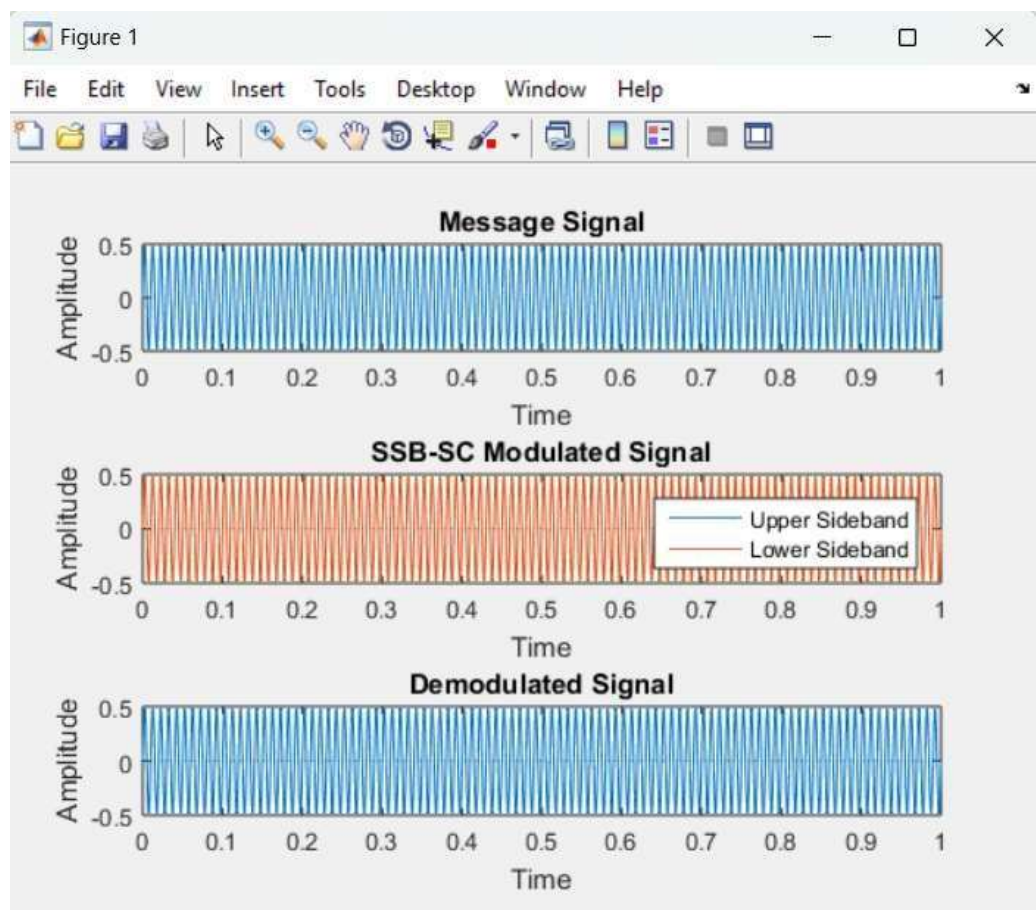 Figure 1
File Edit View Insert Tools Desktop Window Help
Message Signal
Amplitude
0.5
0
-0.5
0 0.1 0.2 0.3 0.4 0.5 0.6 0.7 0.8 0.9 1
Time
SSB-SC Modulated Signal
Amplitude
0.5
0
-0.5
Upper Sideband
Lower Sideband
0 0.1 0.2 0.3 0.4 0.5 0.6 0.7 0.8 0.9 1
Time
Demodulated Signal
Amplitude
0.5
0
-0.5
0 0.1 0.2 0.3 0.4 0.5 0.6 0.7 0.8 0.9 1
Time